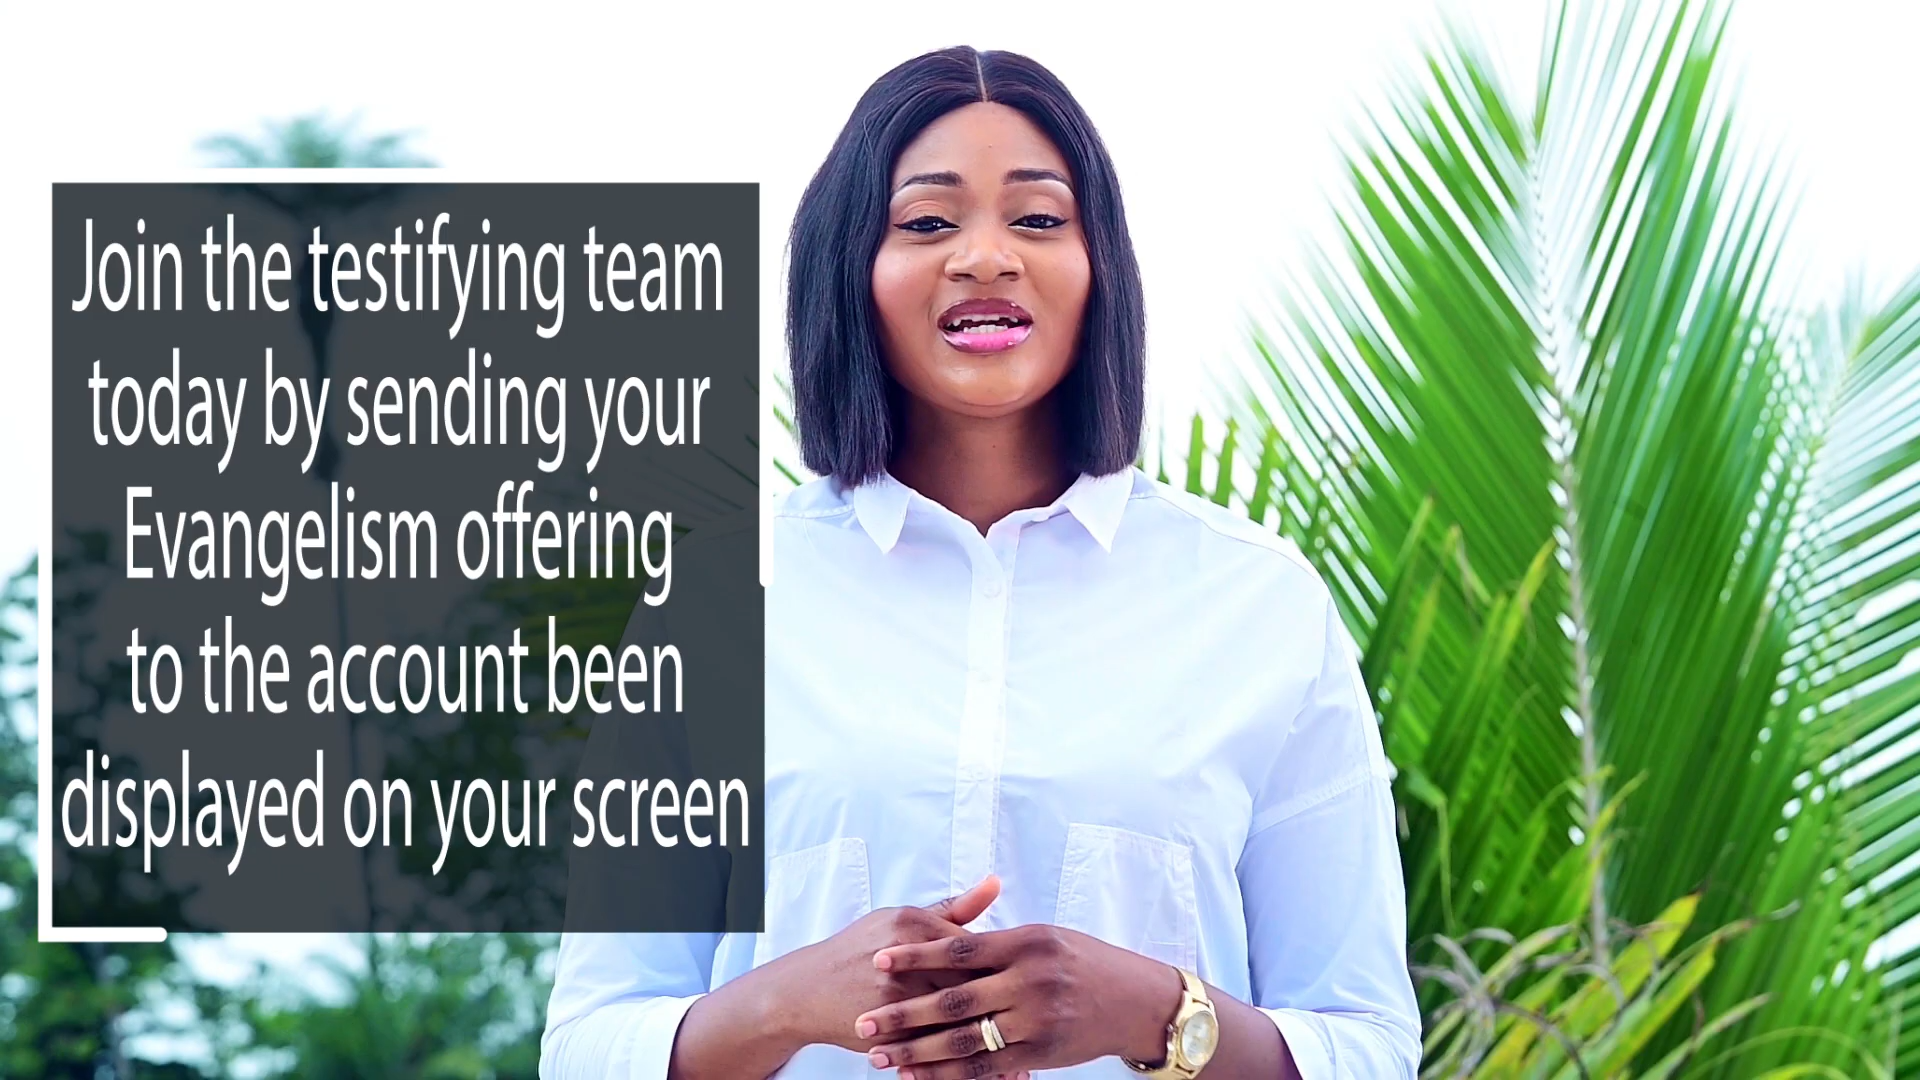 Join the testifying team
today by sending your
Evangelism offering
to the account been
displayed on your screen